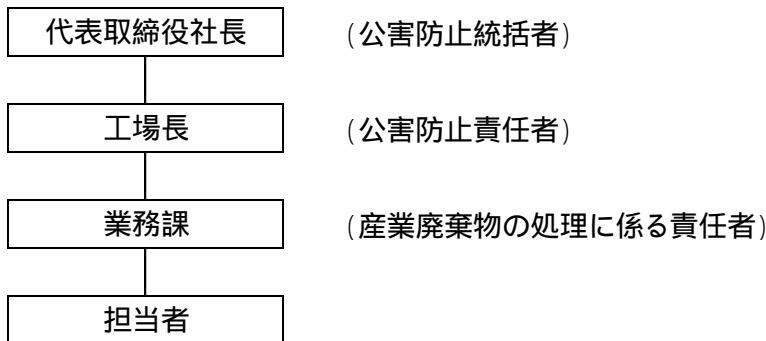 代表取締役社長 (公害防止統括者)
工場長 (公害防止責任者)
業務課 (産業廃棄物の処理に係る責任者)
担当者